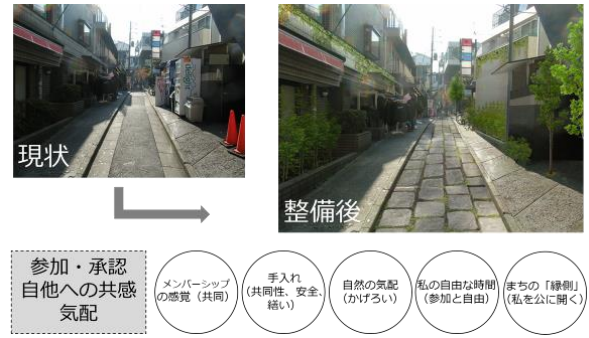 現状
整備後
参加・承認
自他への共感
気配
メンバーシップ
の感覚（共同）
手入れ
（共同性、安全、
繕い）
自然の気配
（かげろい）
私の自由な時間
（参加と自由）
まちの「縁側」
（私を公に開く）